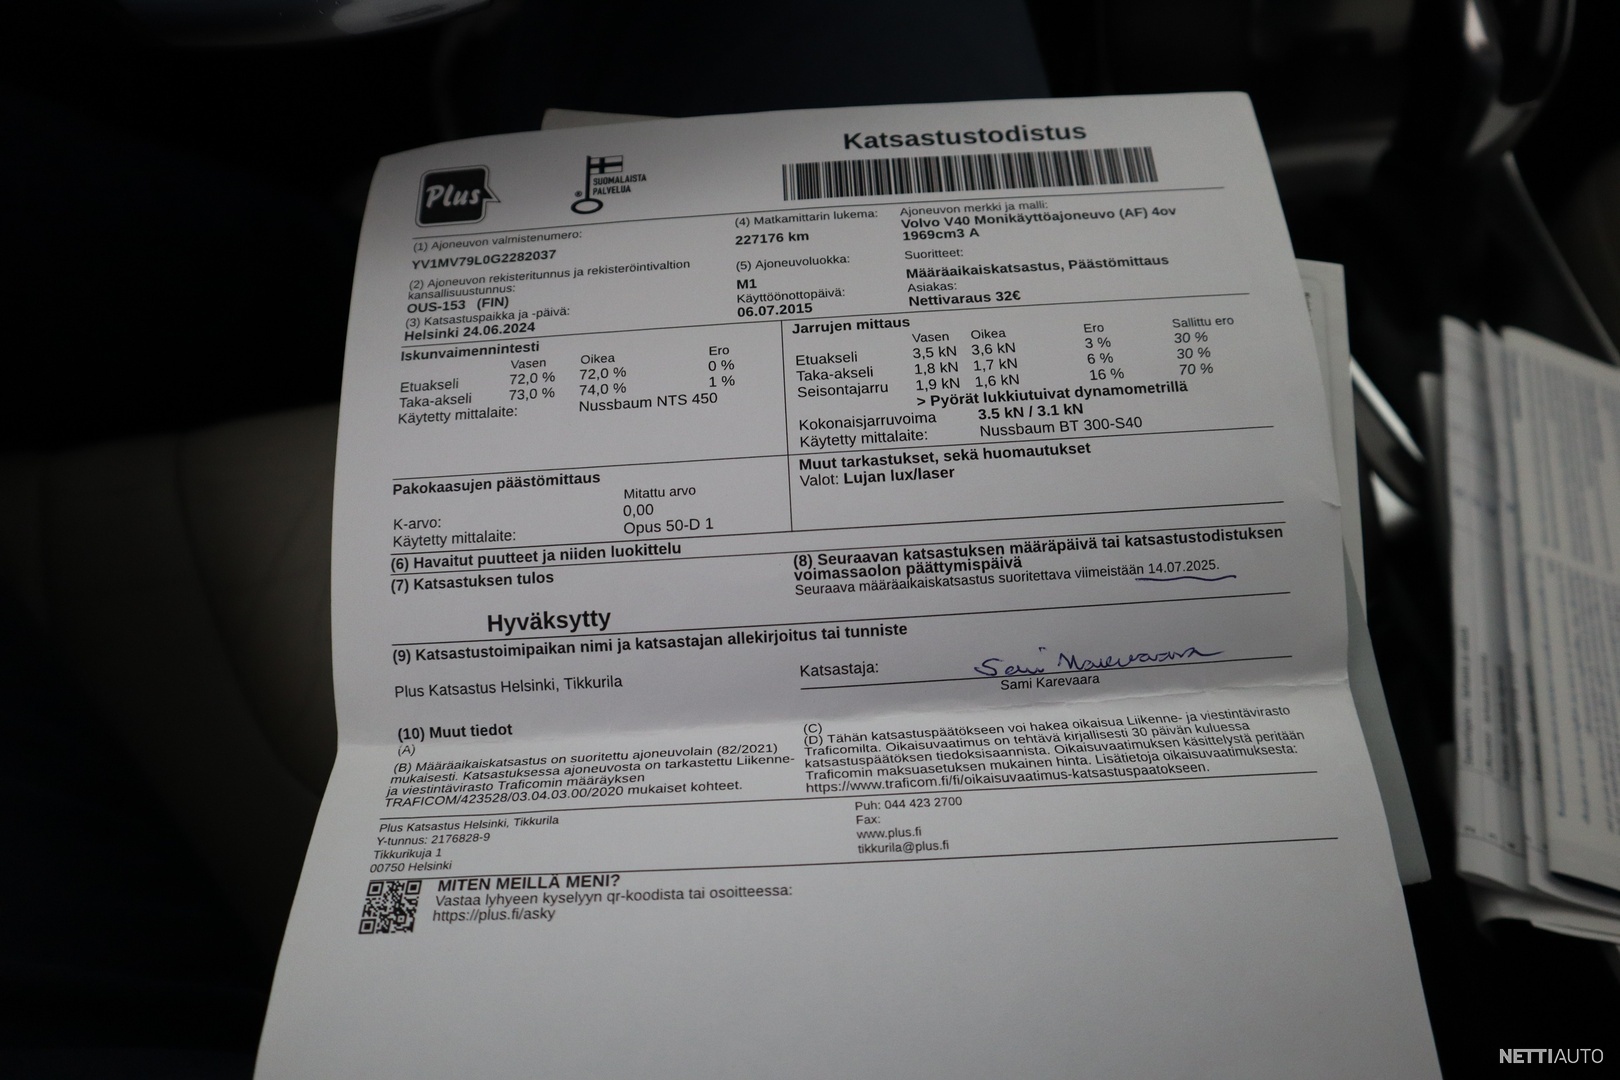 Katsastustodistus
Plus
SUOMALAISTA
PALVELUA
(1) Ajoneuvon valmistenumero:
YV1MV79L0G2282037
(2) Ajoneuvon rekisteritunnus ja rekisteröintivaltion
kansallisuustunnus:
OUS-153 (FIN)
(3) Katsastuspaikka ja -päivä:
Helsinki 24.06.2024
(4) Matkamittarin lukema:
227176 km
(5) Ajoneuvoluokka:
M1
Käyttöönottopäivä:
06.07.2015
Ajoneuvon merkki ja malli:
Volvo V40 Monikäyttöajoneuvo (AF) 4ov
1969cm3 A
Suoritteet:
Määräaikaiskatsastus, Päästömittaus
Asiakas:
Nettivaraus 32€
Iskunvaimennintesti
Vasen Oikea Ero
Etuakseli 72,0 % 72,0 % 0 %
Taka-akseli 73,0 % 74,0 % 1 %
Käytetty mittalaite: Nussbaum NTS 450
Jarrujen mittaus
Vasen Oikea Ero Sallittu ero
Etuakseli 3,5 kN 3,6 kN 3 % 30 %
Taka-akseli 1,8 kN 1,7 kN 6 % 30 %
Seisontajarru 1,9 kN 1,6 kN 16 % 70 %
> Pyörät lukkiutuivat dynamometrillä
Kokonaisjarruvoima 3.5 kN / 3.1 kN
Käytetty mittalaite: Nussbaum BT 300-S40
Pakokaasujen päästömittaus
Mitattu arvo
K-arvo: 0,00
Käytetty mittalaite: Opus 50-D 1
Muut tarkastukset, sekä huomautukset
Valot: Lujan lux/laser
(6) Havaitut puutteet ja niiden luokittelu
(7) Katsastuksen tulos
Hyväksytty
(8) Seuraavan katsastuksen määräpäivä tai katsastustodistuksen
voimassaolon päättymispäivä
Seuraava määräaikaiskatsastus suoritettava viimeistään 14.07.2025.
(9) Katsastustoimipaikan nimi ja katsastajan allekirjoitus tai tunniste
Plus Katsastus Helsinki, Tikkurila
Katsastaja: Sami Karevaara
Sami Karevaara
(10) Muut tiedot
(A)
(B) Määräaikaiskatsastus on suoritettu ajoneuvolain (82/2021)
mukaisesti. Katsastuksessa ajoneuvosta on tarkastettu Liikenne-
ja viestintävirasto Traficomin määräyksen
TRAFICOM/423528/03.04.03.00/2020 mukaiset kohteet.
(C)
(D) Tähän katsastuspäätökseen voi hakea oikaisua Liikenne- ja viestintävirasto
Traficomilta. Oikaisuvaatimus on tehtävä kirjallisesti 30 päivän kuluessa
katsastuspäätöksen tiedoksisaannista. Oikaisuvaatimuksen käsittelystä peritään
Traficomin maksuasetuksen mukainen hinta. Lisätietoja oikaisuvaatimuksesta:
https://www.traficom.fi/fi/oikaisuvaatimus-katsastuspaatokseen.
Plus Katsastus Helsinki, Tikkurila
Y-tunnus: 2176828-9
Tikkurikuja 1
00750 Helsinki
Puh: 044 423 2700
Fax:
www.plus.fi
tikkurila@plus.fi
MITEN MEILLÄ MENI?
Vastaa lyhyeen kyselyyn qr-koodista tai osoitteessa:
https://plus.fi/asky
NETTIAUTO